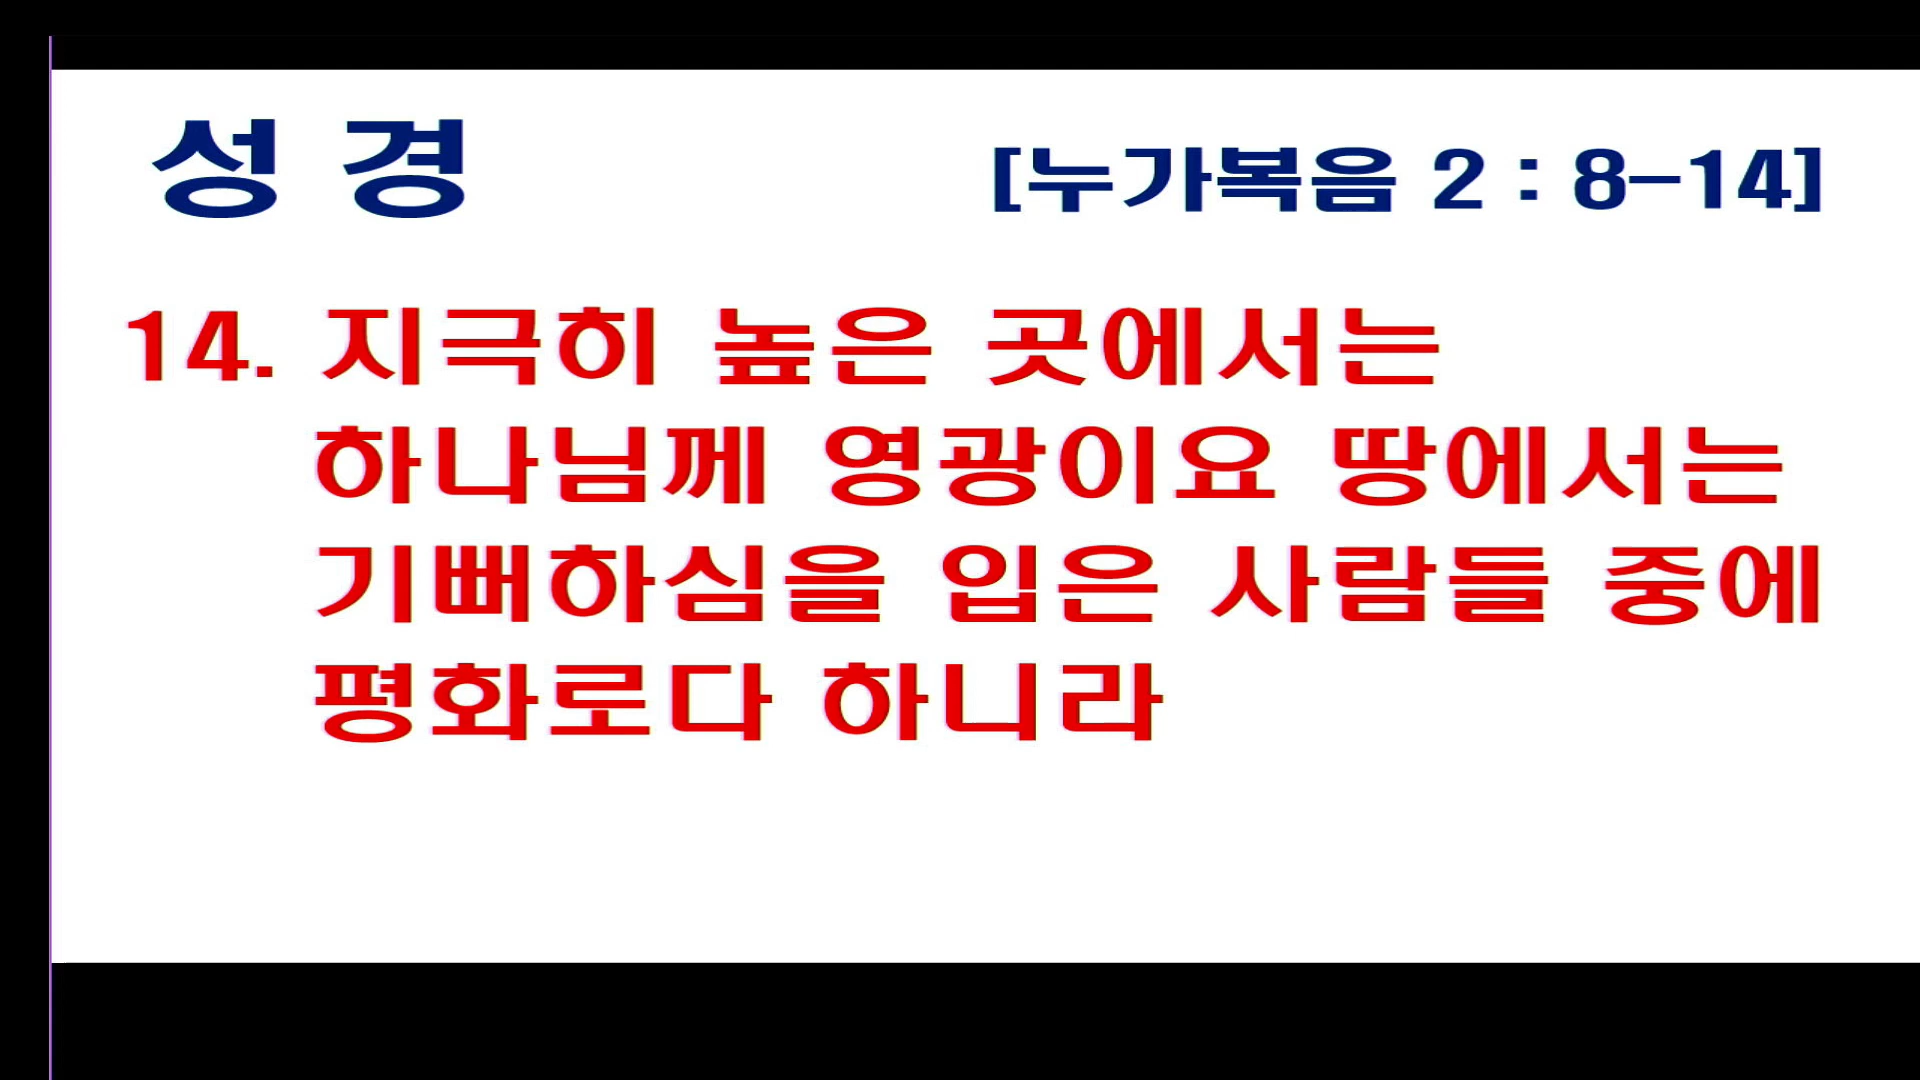 성 경
[누가복음 2 : 8-14]
14. 지극히 높은 곳에서는
하나님께 영광이요 땅에서는
기뻐하심을 입은 사람들 중에
평화로다 하니라